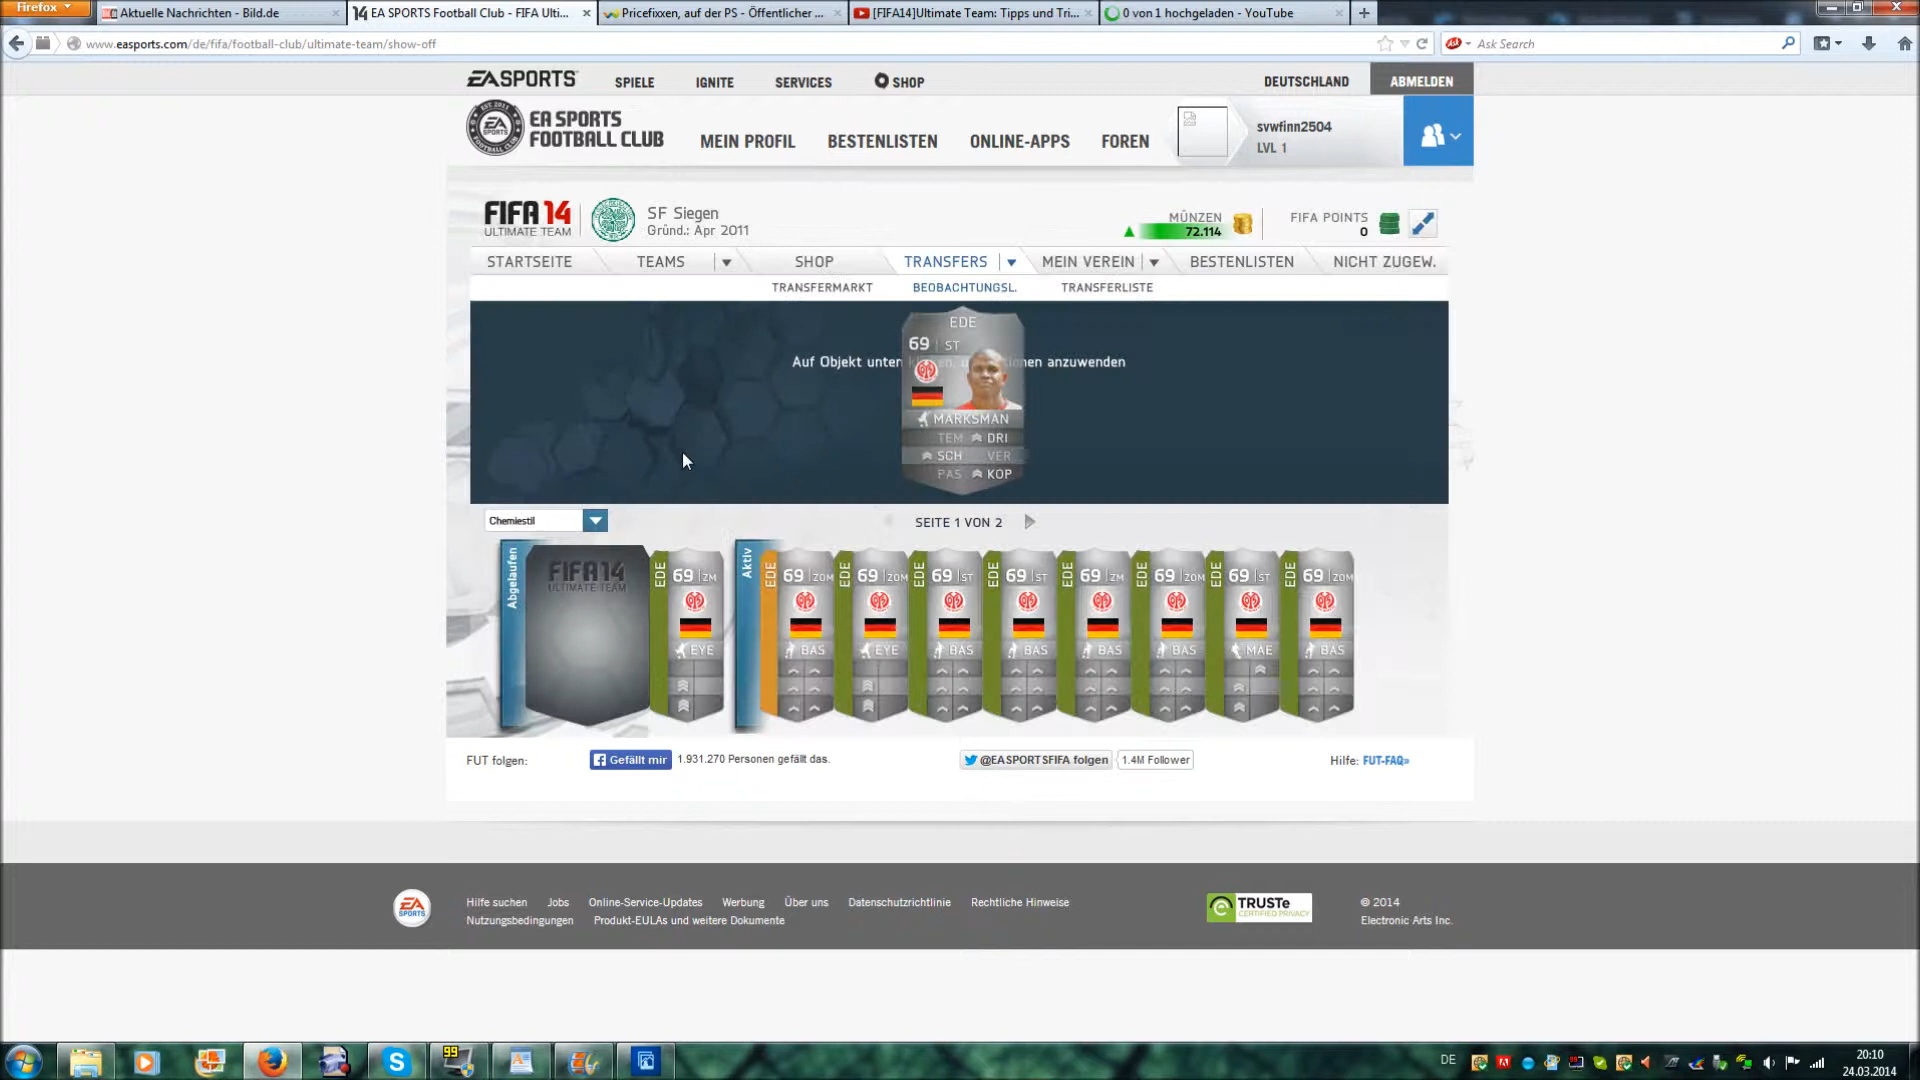 Firefox
Aktuelle Nachrichten - Bild.de
14 EA SPORTS Football Club - FIFA Ulti...
Pricefixxen, auf der PS - Öffentlicher ...
[FIFA14]Ultimate Team: Tipps und Tri...
0 von 1 hochgeladen - YouTube
www.easports.com/de/fifa/football-club/ultimate-team/show-off
Ask Search
EA SPORTS
SPIELE
IGNITE
SERVICES
SHOP
DEUTSCHLAND
ABMELDEN
EA SPORTS
FOOTBALL CLUB
MEIN PROFIL
BESTENLISTEN
ONLINE-APPS
FOREN
svwfinn2504
LVL 1
FIFA 14
ULTIMATE TEAM
SF Siegen
Gründ.: Apr 2011
MÜNZEN
72.114
FIFA POINTS
0
STARTSEITE
TEAMS
SHOP
TRANSFERS
MEIN VEREIN
BESTENLISTEN
NICHT ZUGEW.
TRANSFERMARKT
BEOBACHTUNGSL.
TRANSFERLISTE
EDE
69 ST
Auf Objekt unten
onen anzuwenden
MARKSMAN
TEM DRI
SCH VER
PAS KOP
Chemiestil
SEITE 1 VON 2
Abgelaufen
FIFA 14
ULTIMATE TEAM
EDE 69 ZM EYE
Aktiv
EDE 69 ZOM BAS
EDE 69 ZOM EYE
EDE 69 ST BAS
EDE 69 ST BAS
EDE 69 ZM BAS
EDE 69 ZOM BAS
EDE 69 ST MAE
EDE 69 ZOM BAS
FUT folgen:
Gefällt mir
1.931.270 Personen gefällt das.
@EASPORTSFIFA folgen
1.4M Follower
Hilfe: FUT-FAQ»
EA SPORTS
Hilfe suchen
Jobs
Online-Service-Updates
Werbung
Über uns
Datenschutzrichtlinie
Rechtliche Hinweise
Nutzungsbedingungen
Produkt-EULAs und weitere Dokumente
TRUSTe
CERTIFIED PRIVACY
© 2014
Electronic Arts Inc.
99
DE
20:10
24.03.2014